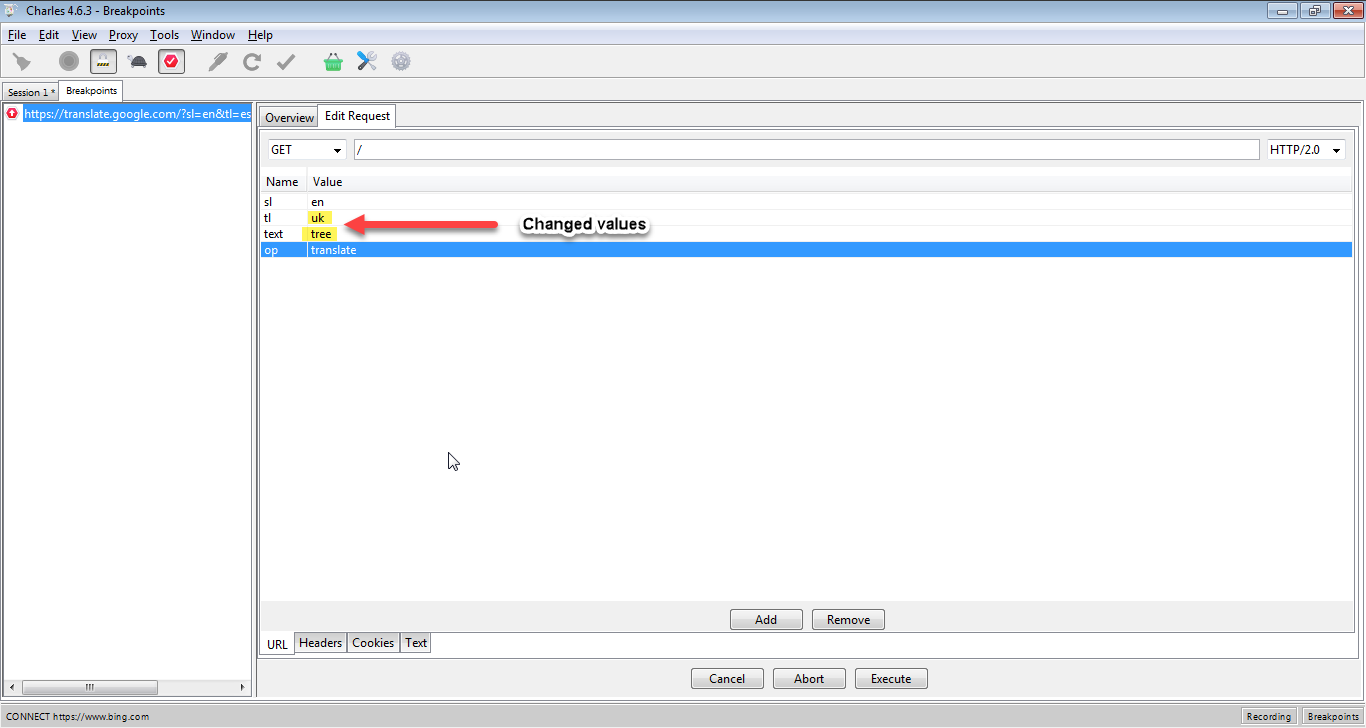 Charles 4.6.3 - Breakpoints
File Edit View Proxy Tools Window Help
Session 1 * Breakpoints
https://translate.google.com/?sl=en&tl=es
Overview Edit Request
GET / HTTP/2.0
Name Value
sl en
tl uk
text tree
op translate
Changed values
Add Remove
URL Headers Cookies Text
Cancel Abort Execute
CONNECT https://www.bing.com Recording Breakpoints